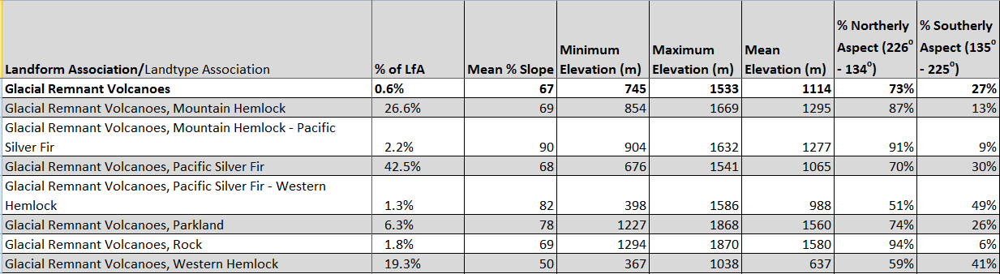 Landform Association/Landtype Association % of LfA Mean % Slope Minimum Elevation (m) Maximum Elevation (m) Mean Elevation (m) % Northerly Aspect (226° - 134°) % Southerly Aspect (135° - 225°)
Glacial Remnant Volcanoes 0.6% 67 745 1533 1114 73% 27%
Glacial Remnant Volcanoes, Mountain Hemlock 26.6% 69 854 1669 1295 87% 13%
Glacial Remnant Volcanoes, Mountain Hemlock - Pacific
Silver Fir 2.2% 90 904 1632 1277 91% 9%
Glacial Remnant Volcanoes, Pacific Silver Fir 42.5% 68 676 1541 1065 70% 30%
Glacial Remnant Volcanoes, Pacific Silver Fir - Western
Hemlock 1.3% 82 398 1586 988 51% 49%
Glacial Remnant Volcanoes, Parkland 6.3% 78 1227 1868 1560 74% 26%
Glacial Remnant Volcanoes, Rock 1.8% 69 1294 1870 1580 94% 6%
Glacial Remnant Volcanoes, Western Hemlock 19.3% 50 367 1038 637 59% 41%